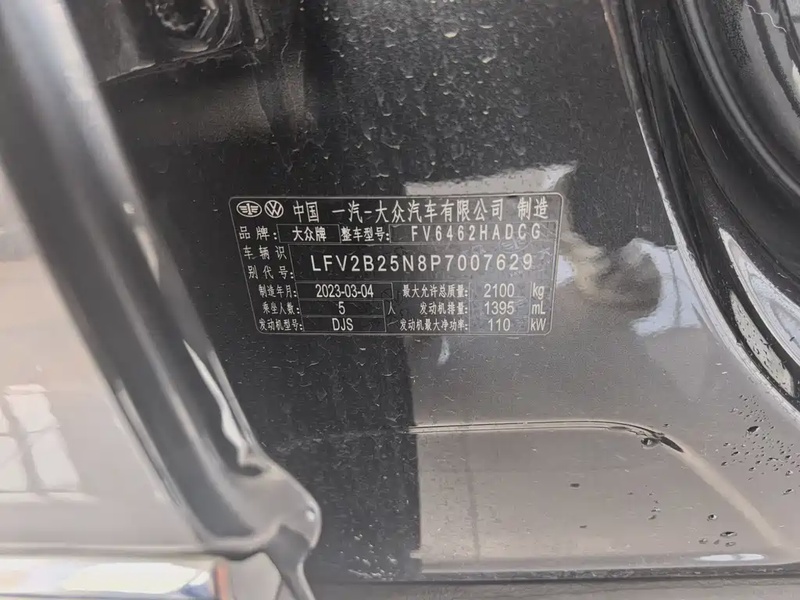 中国 一汽-大众汽车有限公司 制造
品牌: 大众牌 整车型号: FV6462HADCG
车辆识别代号: LFV2B25N8P7007629
制造年月: 2023-03-04 最大允许总质量: 2100 kg
乘坐人数: 5 人 发动机排量: 1395 mL
发动机型号: DJS 发动机最大净功率: 110 kW